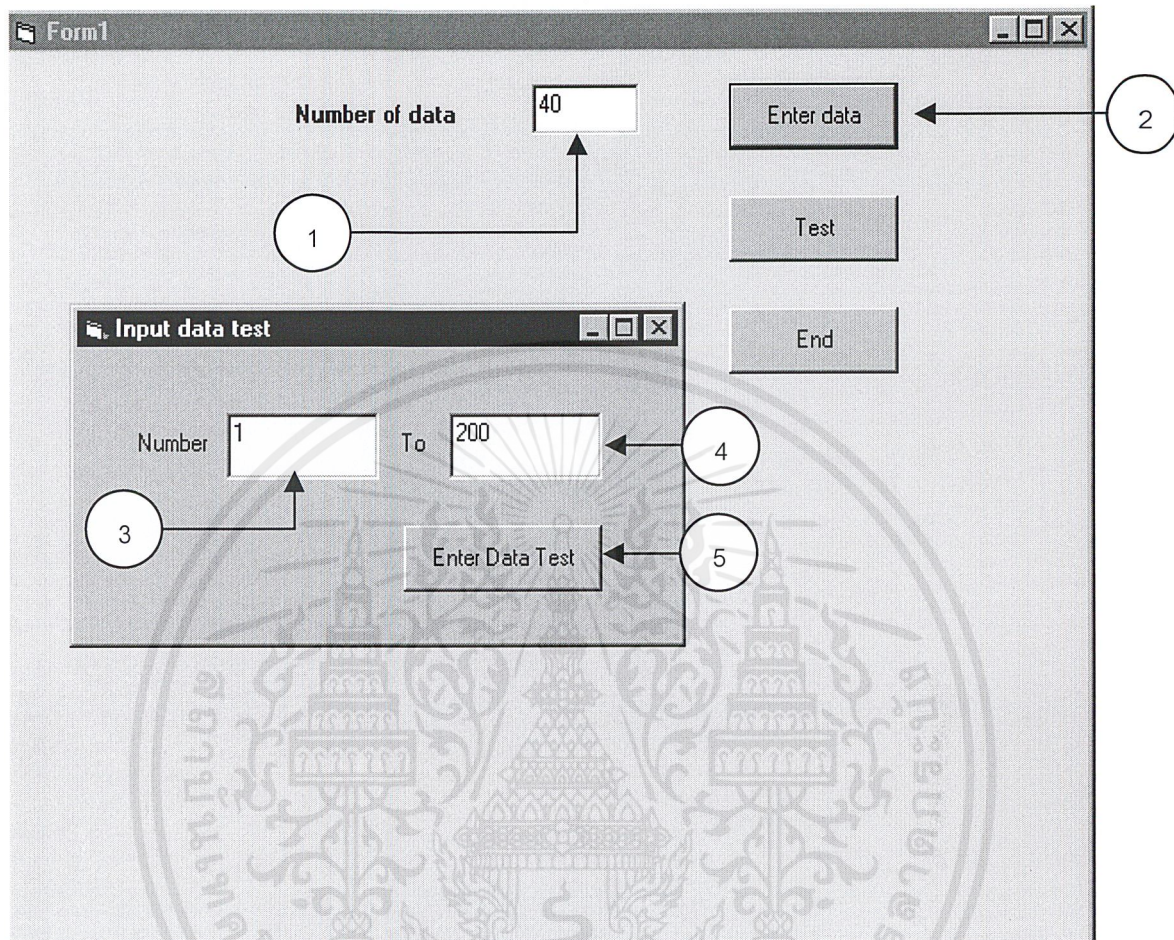 Form1
Number of data
40
Enter data
2
1
Test
Input data test
End
Number
1
To
200
4
3
Enter Data Test
5